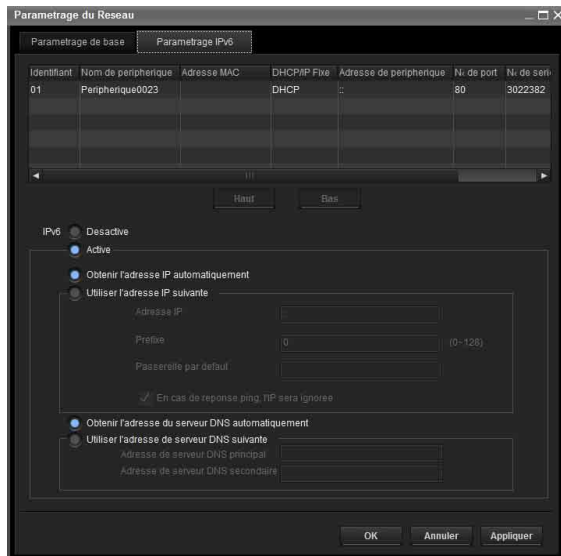 Parametrage du Reseau
Parametrage de base Parametrage IPv6
Identifiant Nom de peripherique Adresse MAC DHCP/IP Fixe Adresse de peripherique N‹ de port N‹ de seri
01 Peripherique0023 DHCP :: 80 3022382
Haut Bas
IPv6 Desactive
Active
Obtenir l'adresse IP automatiquement
Utiliser l'adresse IP suivante
Adresse IP ::
Prefixe 0 (0~128)
Passerelle par defaut
En cas de reponse ping, l'IP sera ignoree
Obtenir l'adresse du serveur DNS automatiquement
Utiliser l'adresse de serveur DNS suivante
Adresse de serveur DNS principal
Adresse de serveur DNS secondaire
OK Annuler Appliquer